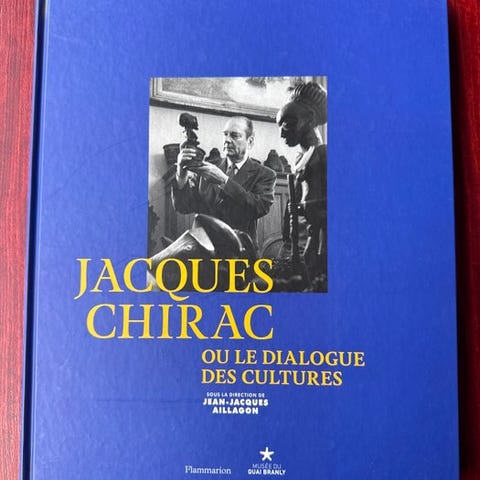 JACQUES
CHIRAC
OU LE DIALOGUE
DES CULTURES
SOUS LA DIRECTION DE
JEAN-JACQUES
AILLAGON
Flammarion
MUSÉE DU
QUAI BRANLY